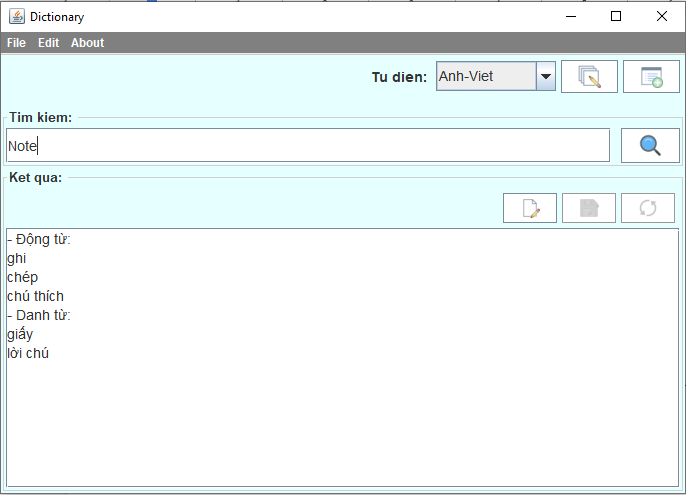 Dictionary
File Edit About
Tu dien: Anh-Viet
Tim kiem:
Note
Ket qua:
- Động từ:
ghi
chép
chú thích
- Danh từ:
giấy
lời chú